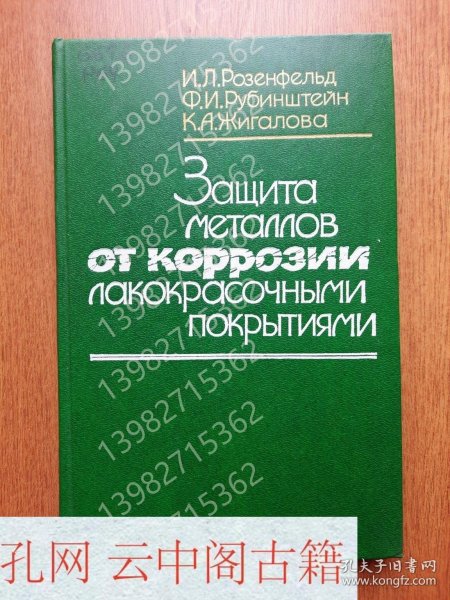 И.Л.Розенфельд
Ф.И.Рубинштейн
К.А.Жигалова
Защита
металлов
от коррозии
лакокрасочными
покрытиями
13982715362
13982715362
13982715362
13982715362
13982715362
13982715362
13982715362
孔网 云中阁古籍
孔夫子旧书网
www.kongfz.com